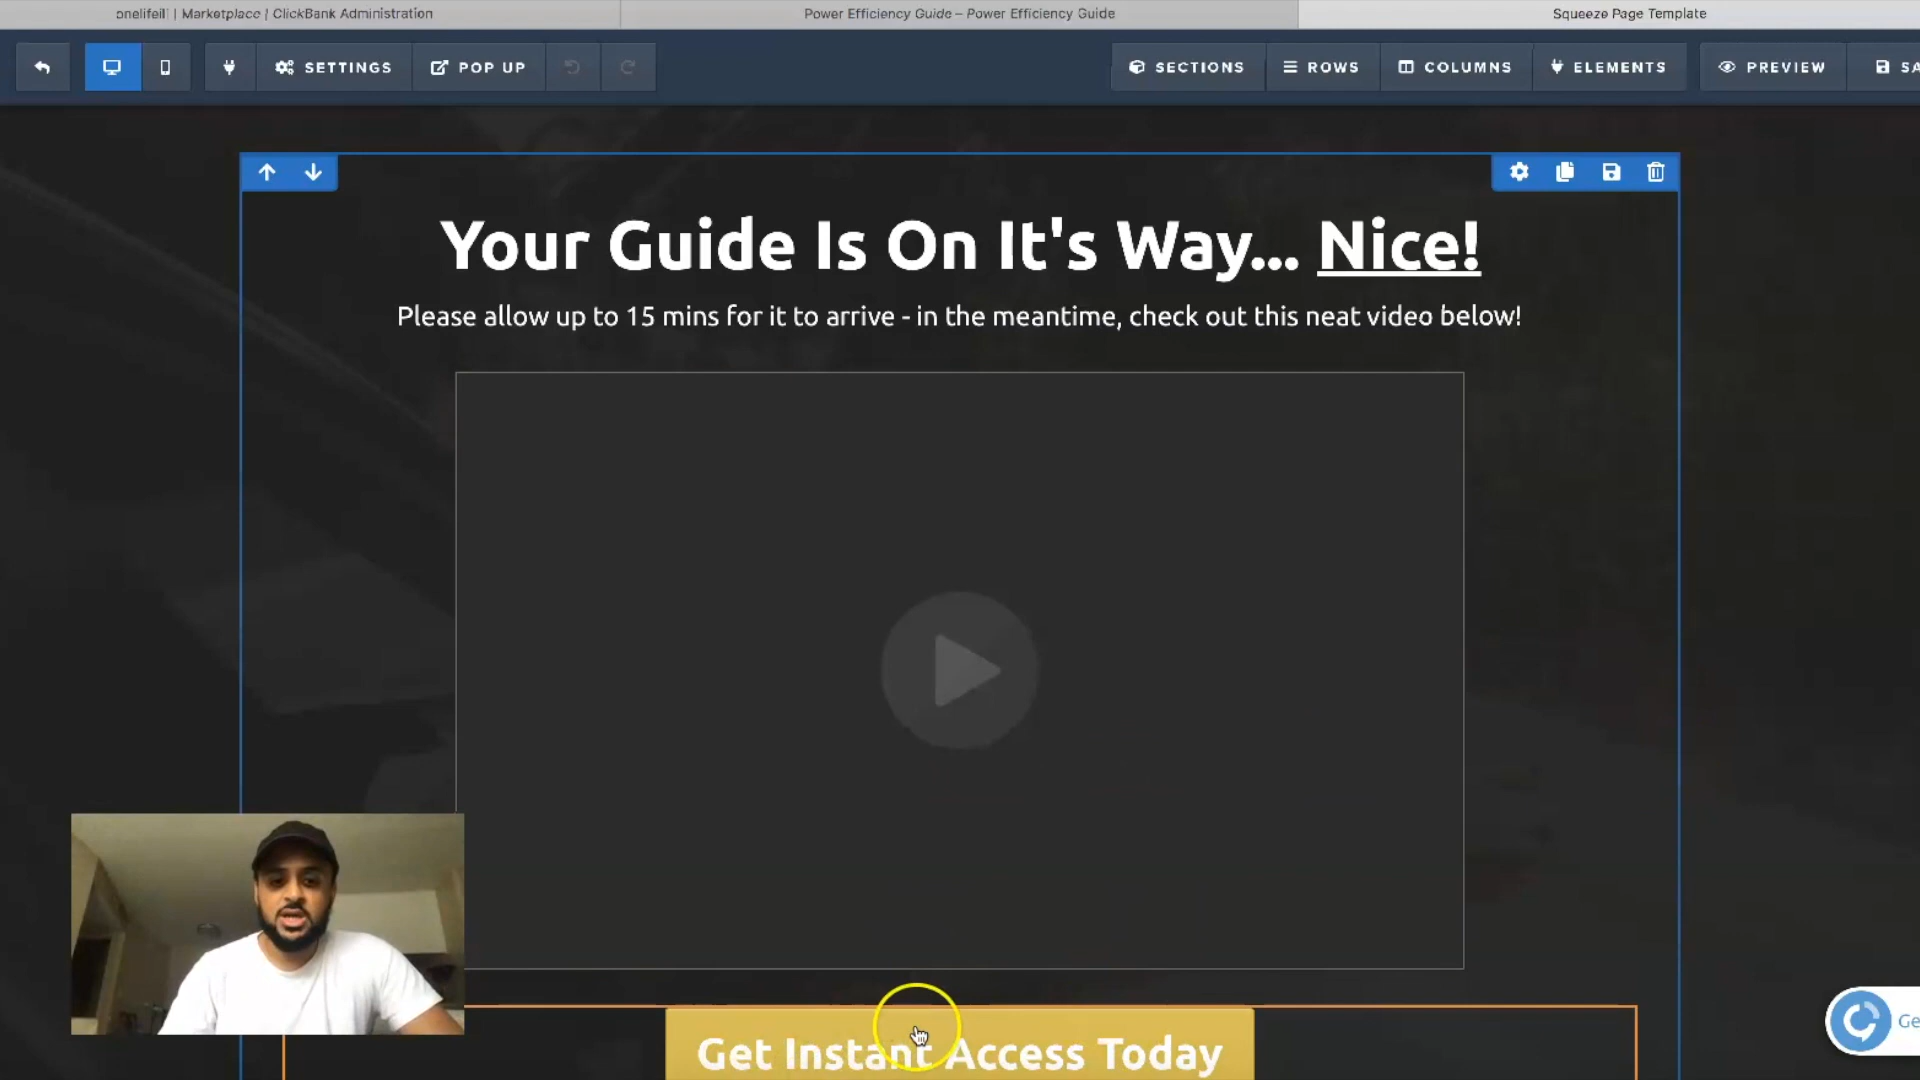 onelifeil | Marketplace | ClickBank Administration
Power Efficiency Guide – Power Efficiency Guide
Squeeze Page Template
SETTINGS
POP UP
SECTIONS
ROWS
COLUMNS
ELEMENTS
PREVIEW
SA
Your Guide Is On It's Way... Nice!
Please allow up to 15 mins for it to arrive - in the meantime, check out this neat video below!
Get Instant Access Today
Ge